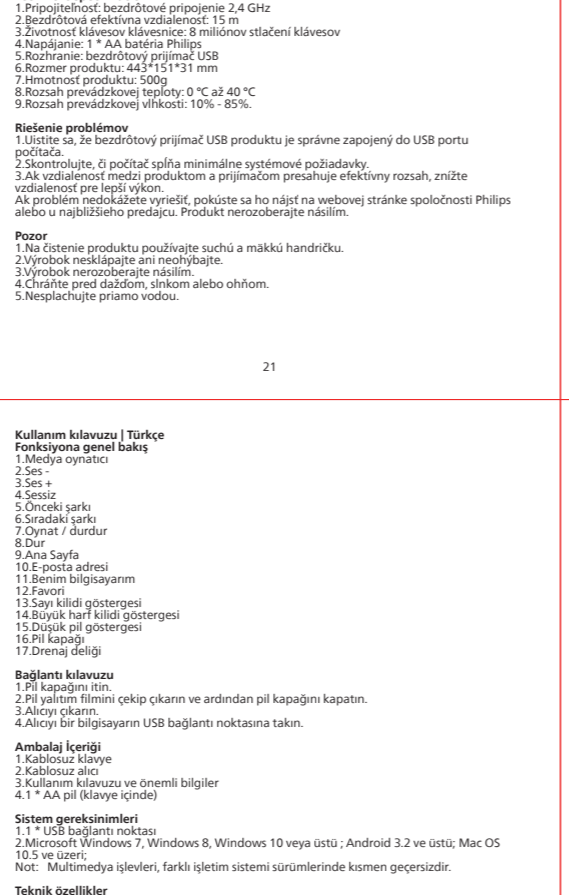 1.Pripojiteľnosť: bezdrôtové pripojenie 2,4 GHz
2.Bezdrôtová efektívna vzdialenosť: 15 m
3.Životnosť klávesov klávesnice: 8 miliónov stlačení klávesov
4.Napájanie: 1 * AA batéria Philips
5.Rozhranie: bezdrôtový prijímač USB
6.Rozmer produktu: 443*151*31 mm
7.Hmotnosť produktu: 500g
8.Rozsah prevádzkovej teploty: 0 °C až 40 °C
9.Rozsah prevádzkovej vlhkosti: 10% - 85%.
Riešenie problémov
1.Uistite sa, že bezdrôtový prijímač USB produktu je správne zapojený do USB portu
počítača.
2.Skontrolujte, či počítač spĺňa minimálne systémové požiadavky.
3.Ak vzdialenosť medzi produktom a prijímačom presahuje efektívny rozsah, znížte
vzdialenosť pre lepší výkon.
Ak problém nedokážete vyriešiť, pokúste sa ho nájsť na webovej stránke spoločnosti Philips
alebo u najbližšieho predajcu. Produkt nerozoberajte násilím.
Pozor
1.Na čistenie produktu používajte suchú a mäkkú handričku.
2.Výrobok nesklápajte ani neohýbajte.
3.Výrobok nerozoberajte násilím.
4.Chráňte pred dažďom, slnkom alebo ohňom.
5.Nesplachujte priamo vodou.
21
Kullanım kılavuzu | Türkçe
Fonksiyona genel bakış
1.Medya oynatıcı
2.Ses -
3.Ses +
4.Sessiz
5.Önceki şarkı
6.Sıradaki şarkı
7.Oynat / durdur
8.Dur
9.Ana Sayfa
10.E-posta adresi
11.Benim bilgisayarım
12.Favori
13.Sayı kilidi göstergesi
14.Büyük harf kilidi göstergesi
15.Düşük pil göstergesi
16.Pil kapağı
17.Drenaj deliği
Bağlantı kılavuzu
1.Pil kapağını itin.
2.Pil yalıtım filmini çekip çıkarın ve ardından pil kapağını kapatın.
3.Alıcıyı çıkarın.
4.Alıcıyı bir bilgisayarın USB bağlantı noktasına takın.
Ambalaj İçeriği
1.Kablosuz klavye
2.Kablosuz alıcı
3.Kullanım kılavuzu ve önemli bilgiler
4.1 * AA pil (klavye içinde)
Sistem gereksinimleri
1.1 * USB bağlantı noktası
2.Microsoft Windows 7, Windows 8, Windows 10 veya üstü ; Android 3.2 ve üstü; Mac OS
10.5 ve üzeri;
Not: Multimedya işlevleri, farklı işletim sistemi sürümlerinde kısmen geçersizdir.
Teknik özellikler